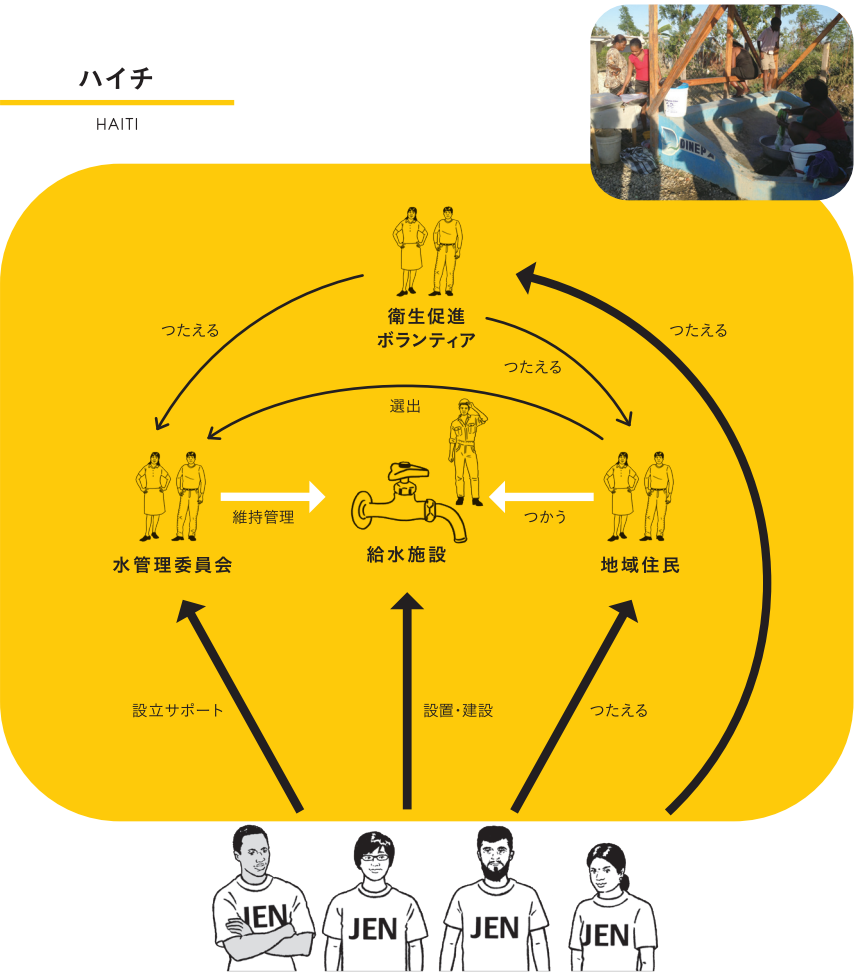 ハイチ
HAITI
DINEPA
衛生促進
ボランティア
つたえる
つたえる
つたえる
選出
維持管理
つかう
給水施設
水管理委員会
地域住民
設立サポート
設置・建設
つたえる
JEN
JEN
JEN
JEN